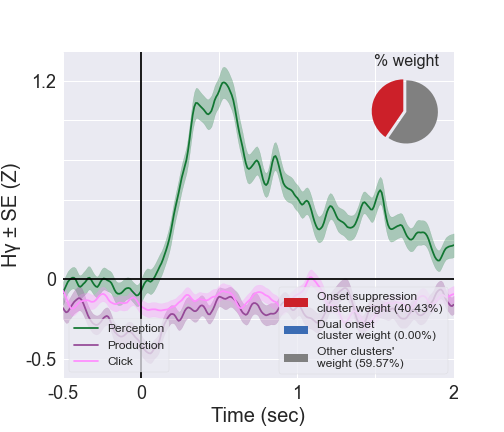 % weight
1.2
0
-0.5
Hγ ± SE (Z)
Perception
Production
Click
Onset suppression
cluster weight (40.43%)
Dual onset
cluster weight (0.00%)
Other clusters'
weight (59.57%)
-0.5
0
1
2
Time (sec)